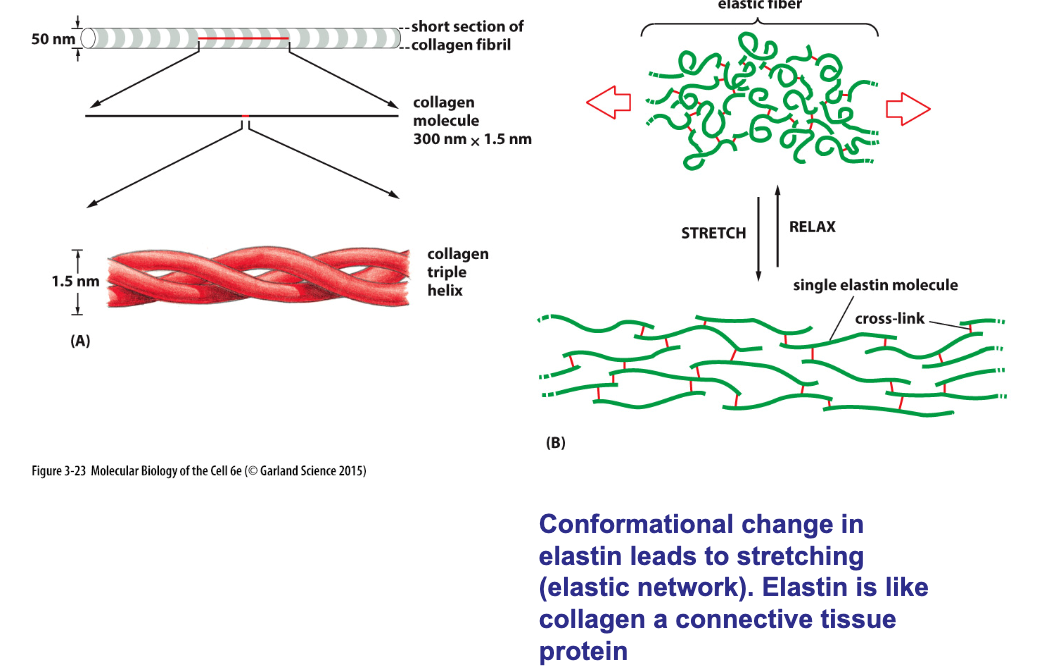 short section of
collagen fibril
50 nm
collagen
molecule
300 nm × 1.5 nm
1.5 nm
collagen
triple
helix
(A)
elastic fiber
STRETCH
RELAX
single elastin molecule
cross-link
(B)
Figure 3-23 Molecular Biology of the Cell 6e (© Garland Science 2015)
Conformational change in
elastin leads to stretching
(elastic network). Elastin is like
collagen a connective tissue
protein